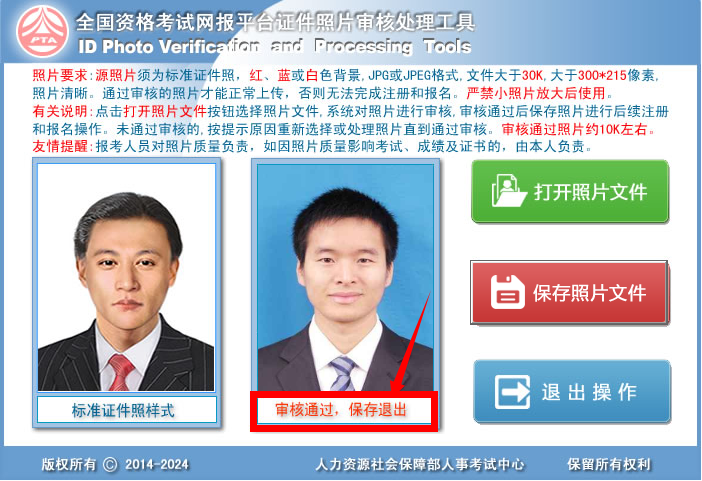 PTA
全国资格考试网报平台证件照片审核处理工具
ID Photo Verification and Processing Tools
照片要求:源照片须为标准证件照，红、蓝或白色背景,JPG或JPEG格式,文件大于30K,大于300*215像素,
照片清晰。通过审核的照片才能正常上传，否则无法完成注册和报名。严禁小照片放大后使用。
有关说明:点击打开照片文件按钮选择照片文件,系统对照片进行审核,审核通过后保存照片进行后续注册
和报名操作。未通过审核的,按提示原因重新选择或处理照片直到通过审核。审核通过照片约10K左右。
友情提醒:报考人员对照片质量负责，如因照片质量影响考试、成绩及证书的，由本人负责。
打开照片文件
保存照片文件
退出操作
标准证件照样式
审核通过，保存退出
版权所有 © 2014-2024 人力资源社会保障部人事考试中心 保留所有权利